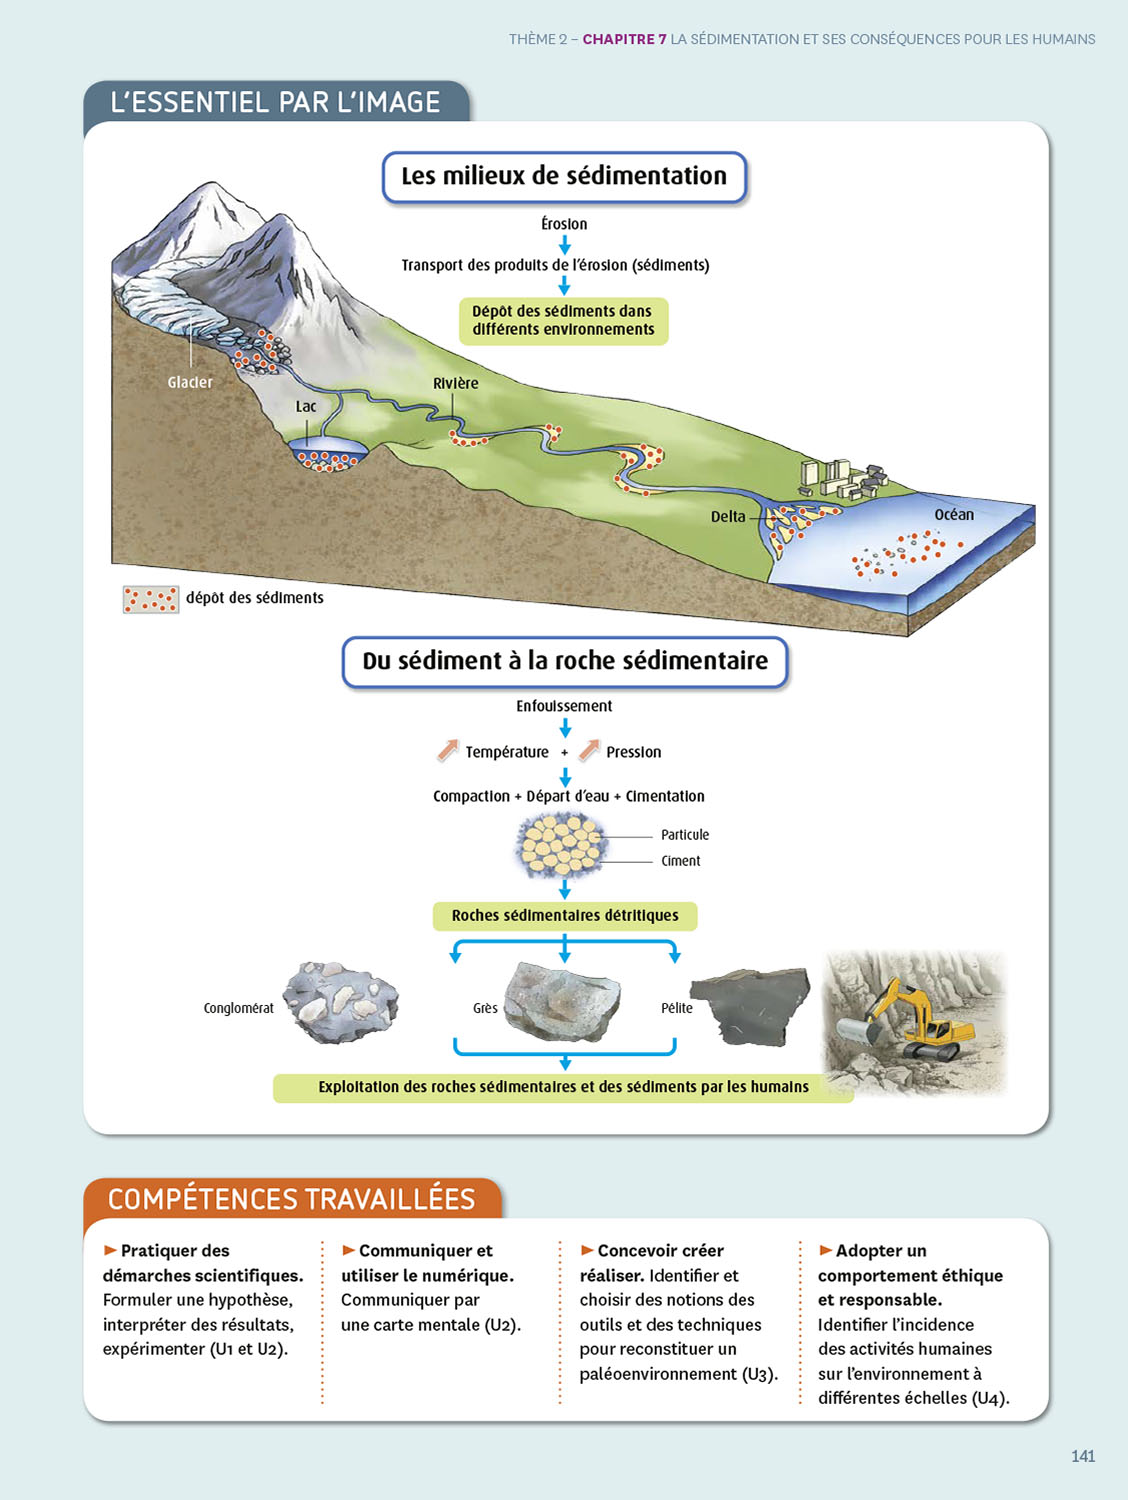 THÈME 2 – CHAPITRE 7 LA SÉDIMENTATION ET SES CONSÉQUENCES POUR LES HUMAINS
L'ESSENTIEL PAR L'IMAGE
Les milieux de sédimentation
Érosion
Transport des produits de l'érosion (sédiments)
Dépôt des sédiments dans
différents environnements
Glacier
Lac
Rivière
Delta
Océan
dépôt des sédiments
Du sédiment à la roche sédimentaire
Enfouissement
Température + Pression
Compaction + Départ d'eau + Cimentation
Particule
Ciment
Roches sédimentaires détritiques
Conglomérat
Grès
Pélite
Exploitation des roches sédimentaires et des sédiments par les humains
COMPÉTENCES TRAVAILLÉES
► Pratiquer des
démarches scientifiques.
Formuler une hypothèse,
interpréter des résultats,
expérimenter (U1 et U2).
► Communiquer et
utiliser le numérique.
Communiquer par
une carte mentale (U2).
► Concevoir créer
réaliser. Identifier et
choisir des notions des
outils et des techniques
pour reconstituer un
paléoenvironnement (U3).
► Adopter un
comportement éthique
et responsable.
Identifier l'incidence
des activités humaines
sur l'environnement à
différentes échelles (U4).
141